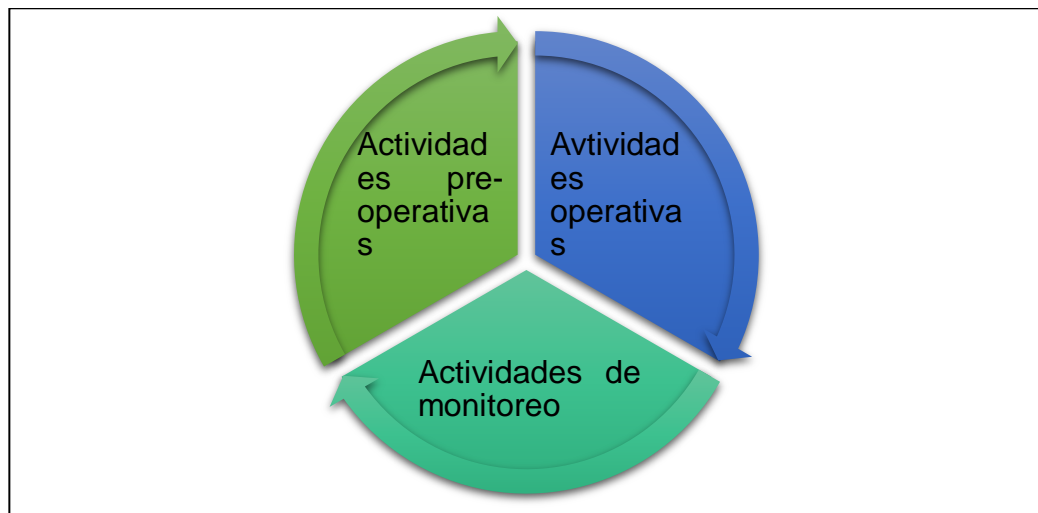 Actividad
es pre-
operativa
s
Avtividad
es
operativa
s
Actividades de
monitoreo